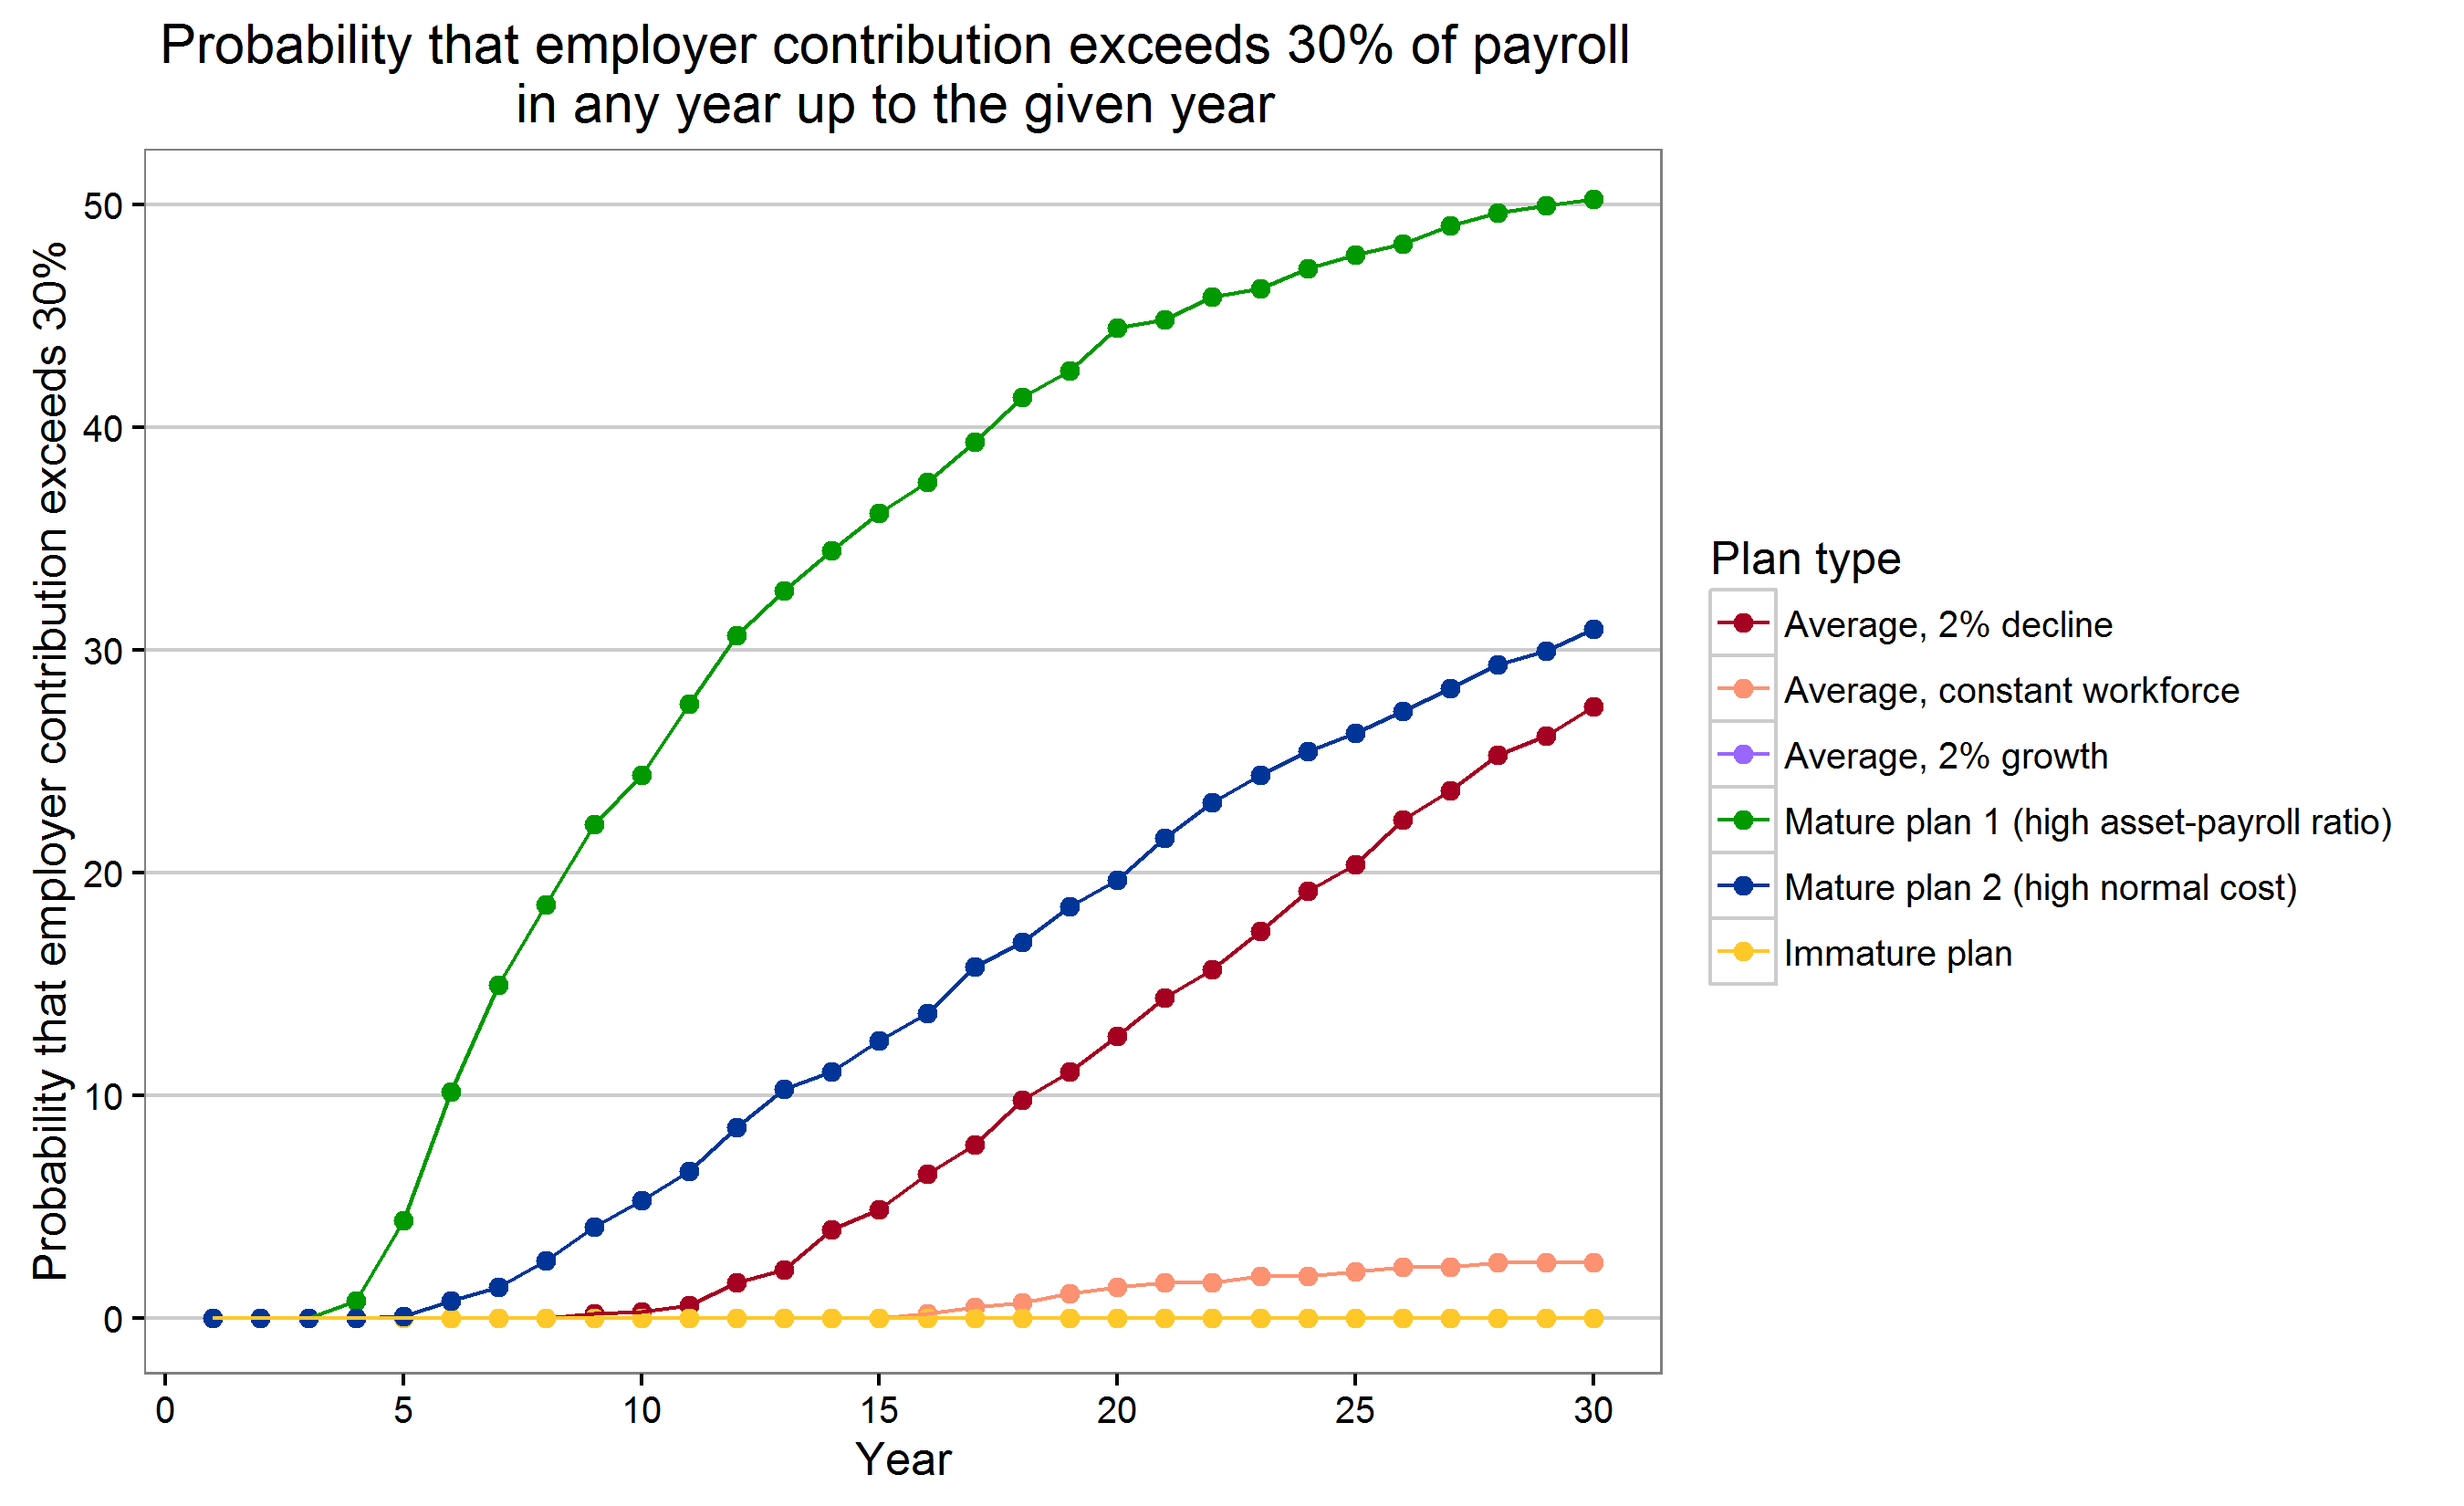 Probability that employer contribution exceeds 30% of payroll
in any year up to the given year
Probability that employer contribution exceeds 30%
50
40
30
20
10
0
0 5 10 15 20 25 30
Year
Plan type
Average, 2% decline
Average, constant workforce
Average, 2% growth
Mature plan 1 (high asset-payroll ratio)
Mature plan 2 (high normal cost)
Immature plan